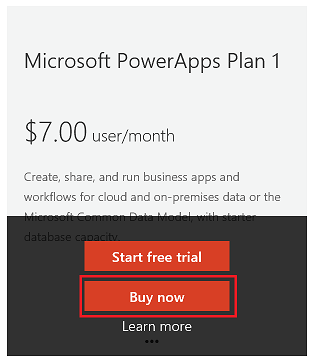 Microsoft PowerApps Plan 1
$7.00 user/month
Create, share, and run business apps and
workflows for cloud and on-premises data or the
Microsoft Common Data Model, with starter
database capacity.
Start free trial
Buy now
Learn more
•••